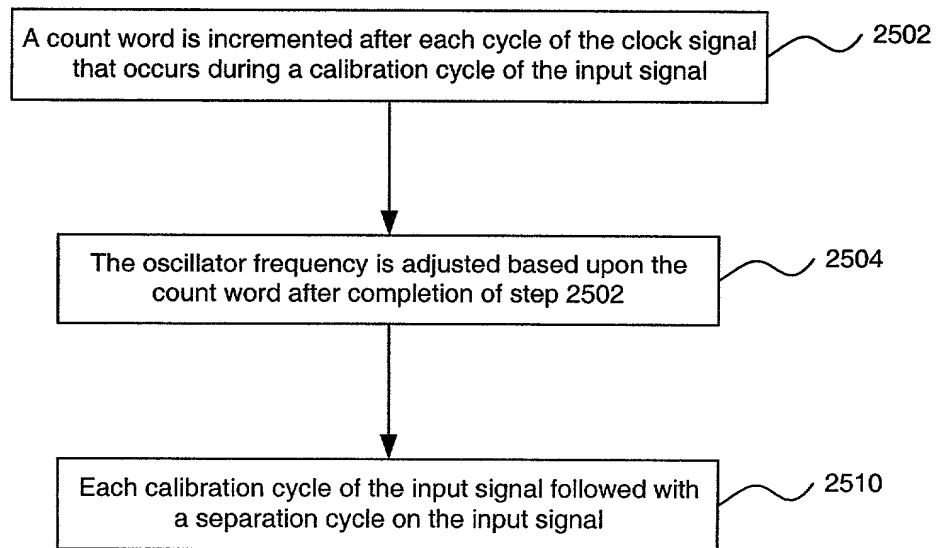 A count word is incremented after each cycle of the clock signal
that occurs during a calibration cycle of the input signal
2502
The oscillator frequency is adjusted based upon the
count word after completion of step 2502
2504
Each calibration cycle of the input signal followed with
a separation cycle on the input signal
2510